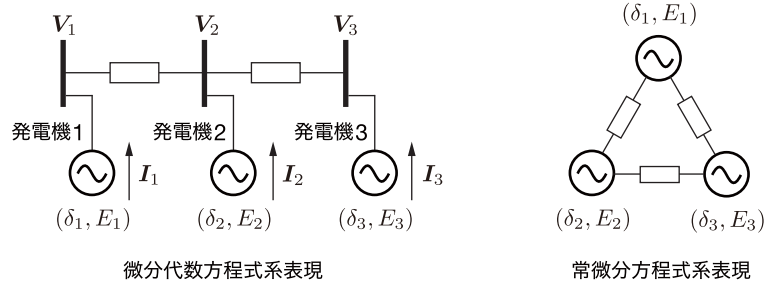 V1 V2 V3
発電機1 発電機2 発電機3
I1 I2 I3
(δ1, E1) (δ2, E2) (δ3, E3)
微分代数方程式系表現
(δ1, E1)
(δ2, E2) (δ3, E3)
常微分方程式系表現